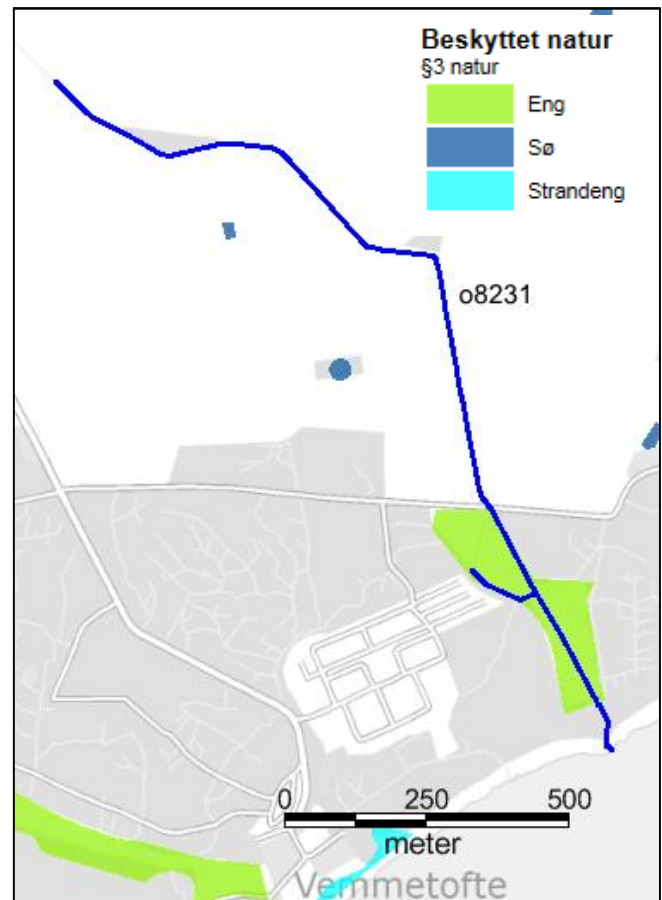 Beskyttet natur
§3 natur
Eng
Sø
Strandeng
o8231
0 250 500
meter
Vemmetofte